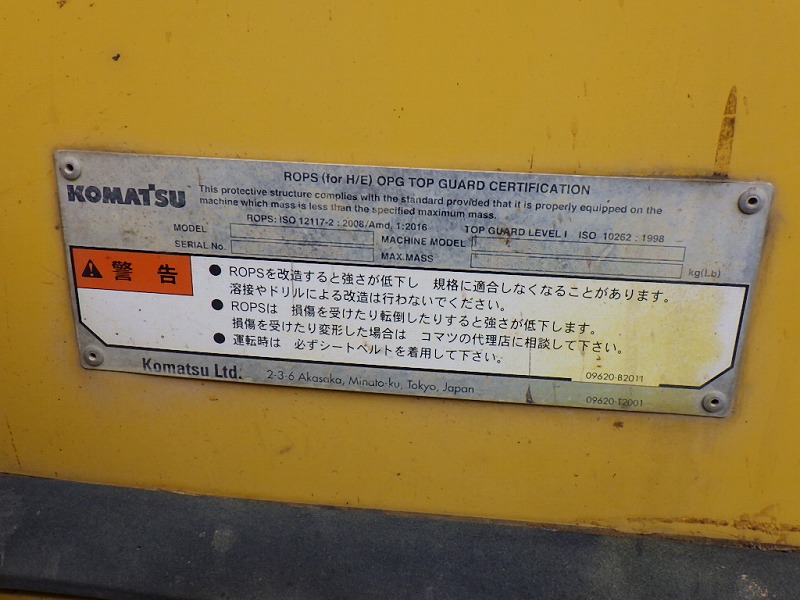 ROPS (for H/E) OPG TOP GUARD CERTIFICATION
KOMATSU
This protective structure complies with the standard provided that it is properly equipped on the
machine which mass is less than the specified maximum mass.
ROPS: ISO 12117-2 : 2008/Amd. 1:2016 TOP GUARD LEVEL I ISO 10262 : 1998
MODEL MACHINE MODEL
SERIAL No. MAX.MASS kg(Lb)
警告
● ROPSを改造すると強さが低下し 規格に適合しなくなることがあります。
溶接やドリルによる改造は行わないでください。
● ROPSは 損傷を受けたり転倒したりすると強さが低下します。
損傷を受けたり変形した場合は コマツの代理店に相談して下さい。
● 運転時は 必ずシートベルトを着用して下さい。
09620-B2011
Komatsu Ltd. 2-3-6 Akasaka, Minato-ku, Tokyo, Japan
09620-T2001